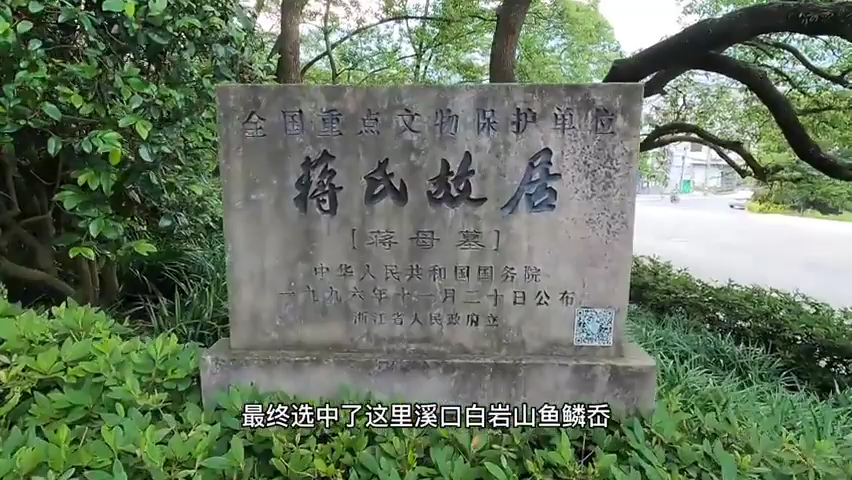 全国重点文物保护单位
蒋氏故居
[蒋母墓]
中华人民共和国国务院
一九九六年十一月二十日公布
浙江省人民政府立
最终选中了这里溪口白岩山鱼鳞岙